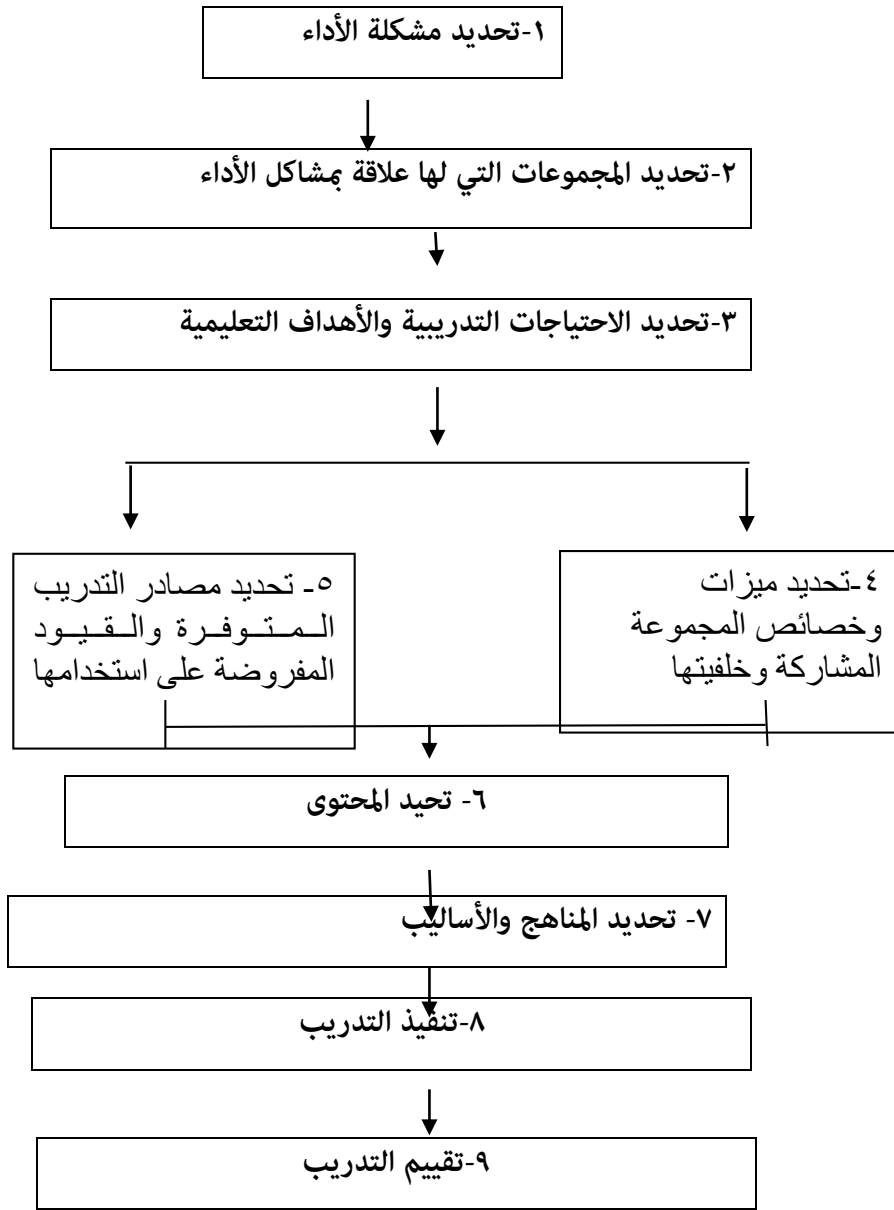 ١-تحديد مشكلة الأداء
٢-تحديد المجموعات التي لها علاقة بمشاكل الأداء
٣-تحديد الاحتياجات التدريبية والأهداف التعليمية
٤-تحديد ميزات
وخصائص المجموعة
المشاركة وخلفيتها
٥- تحديد مصادر التدريب
المـتـوفـرة والـقـيـود
المفروضة على استخدامها
٦- تحيد المحتوى
٧- تحديد المناهج والأساليب
٨-تنفيذ التدريب
٩-تقييم التدريب